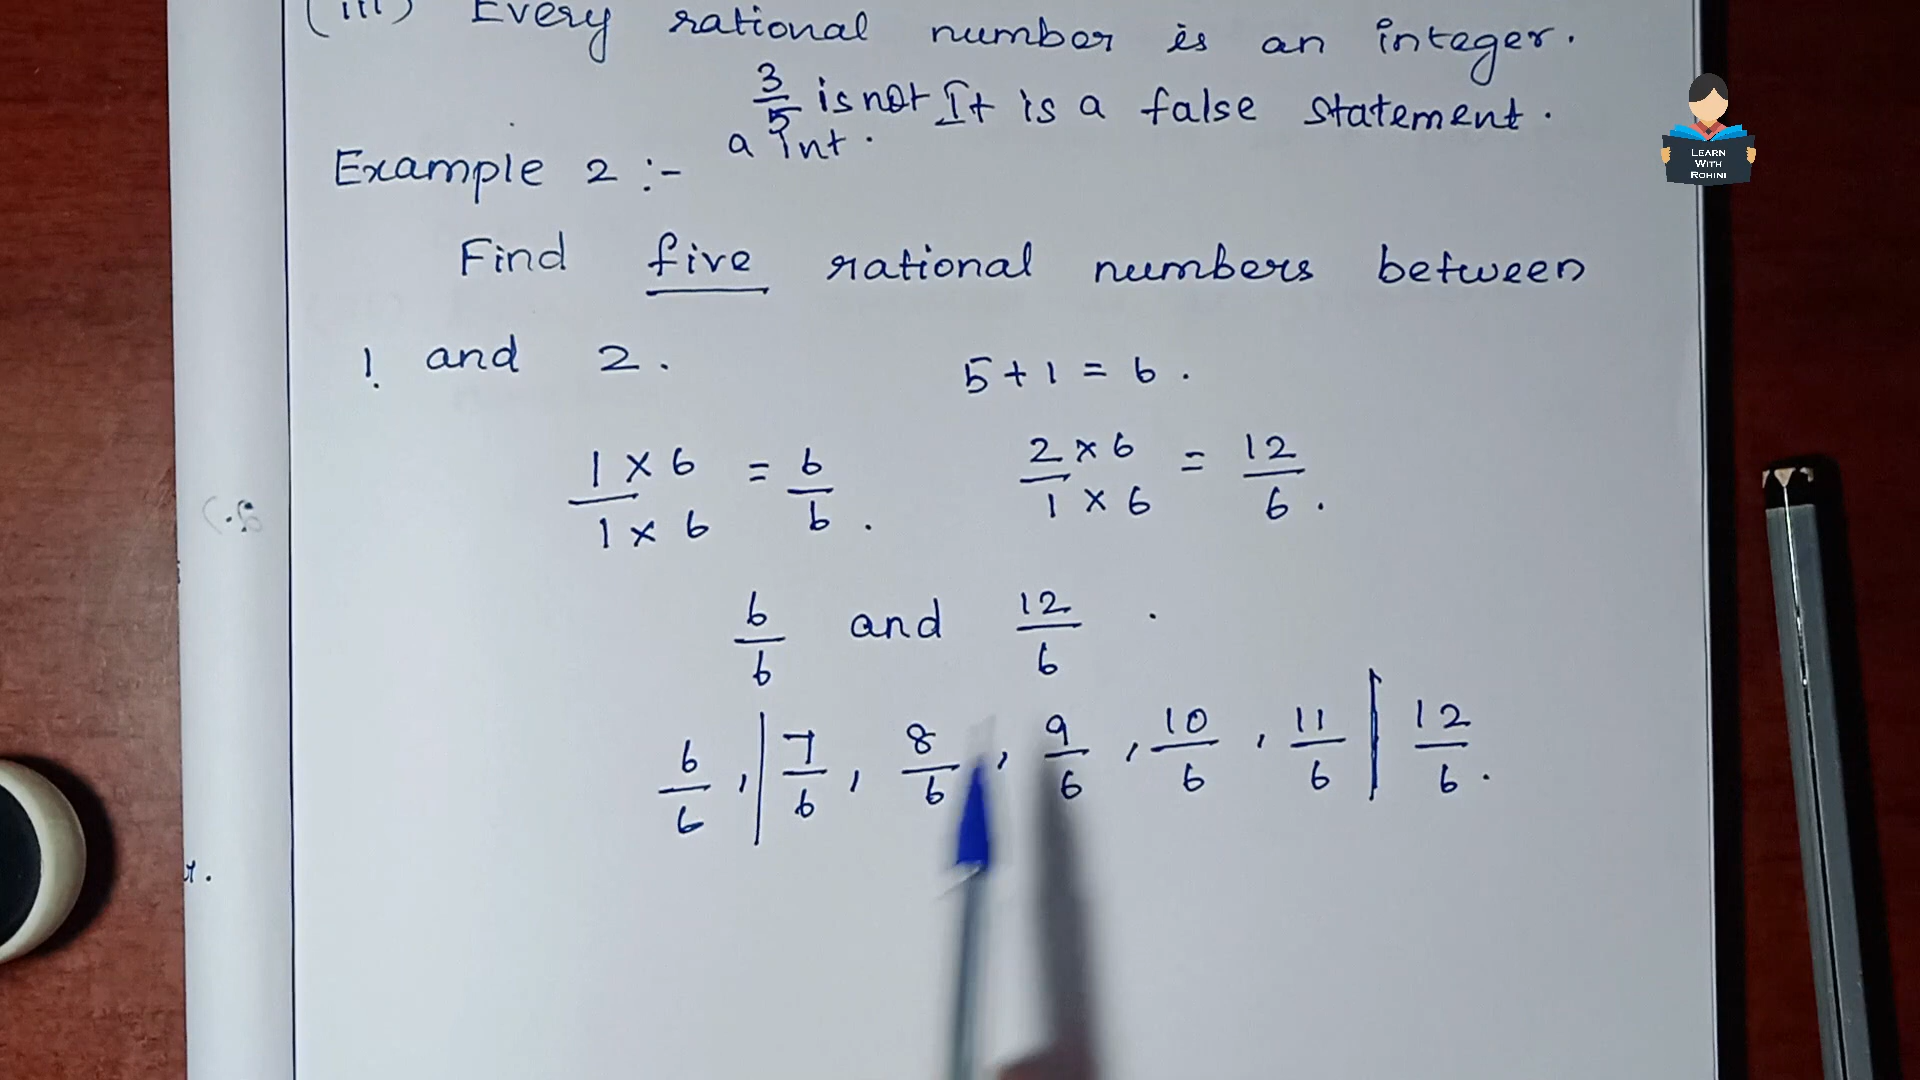 (iii) Every rational number is an integer.
3/5 is not It is a false statement.
a int.
Example 2 :-
Find five rational numbers between
1 and 2. 5 + 1 = 6.
1 × 6 / 1 × 6 = 6/6. 2 × 6 / 1 × 6 = 12/6.
6/6 and 12/6.
6/6, | 7/6, 8/6, 9/6, 10/6, 11/6 | 12/6.
LEARN
WITH
ROHINI